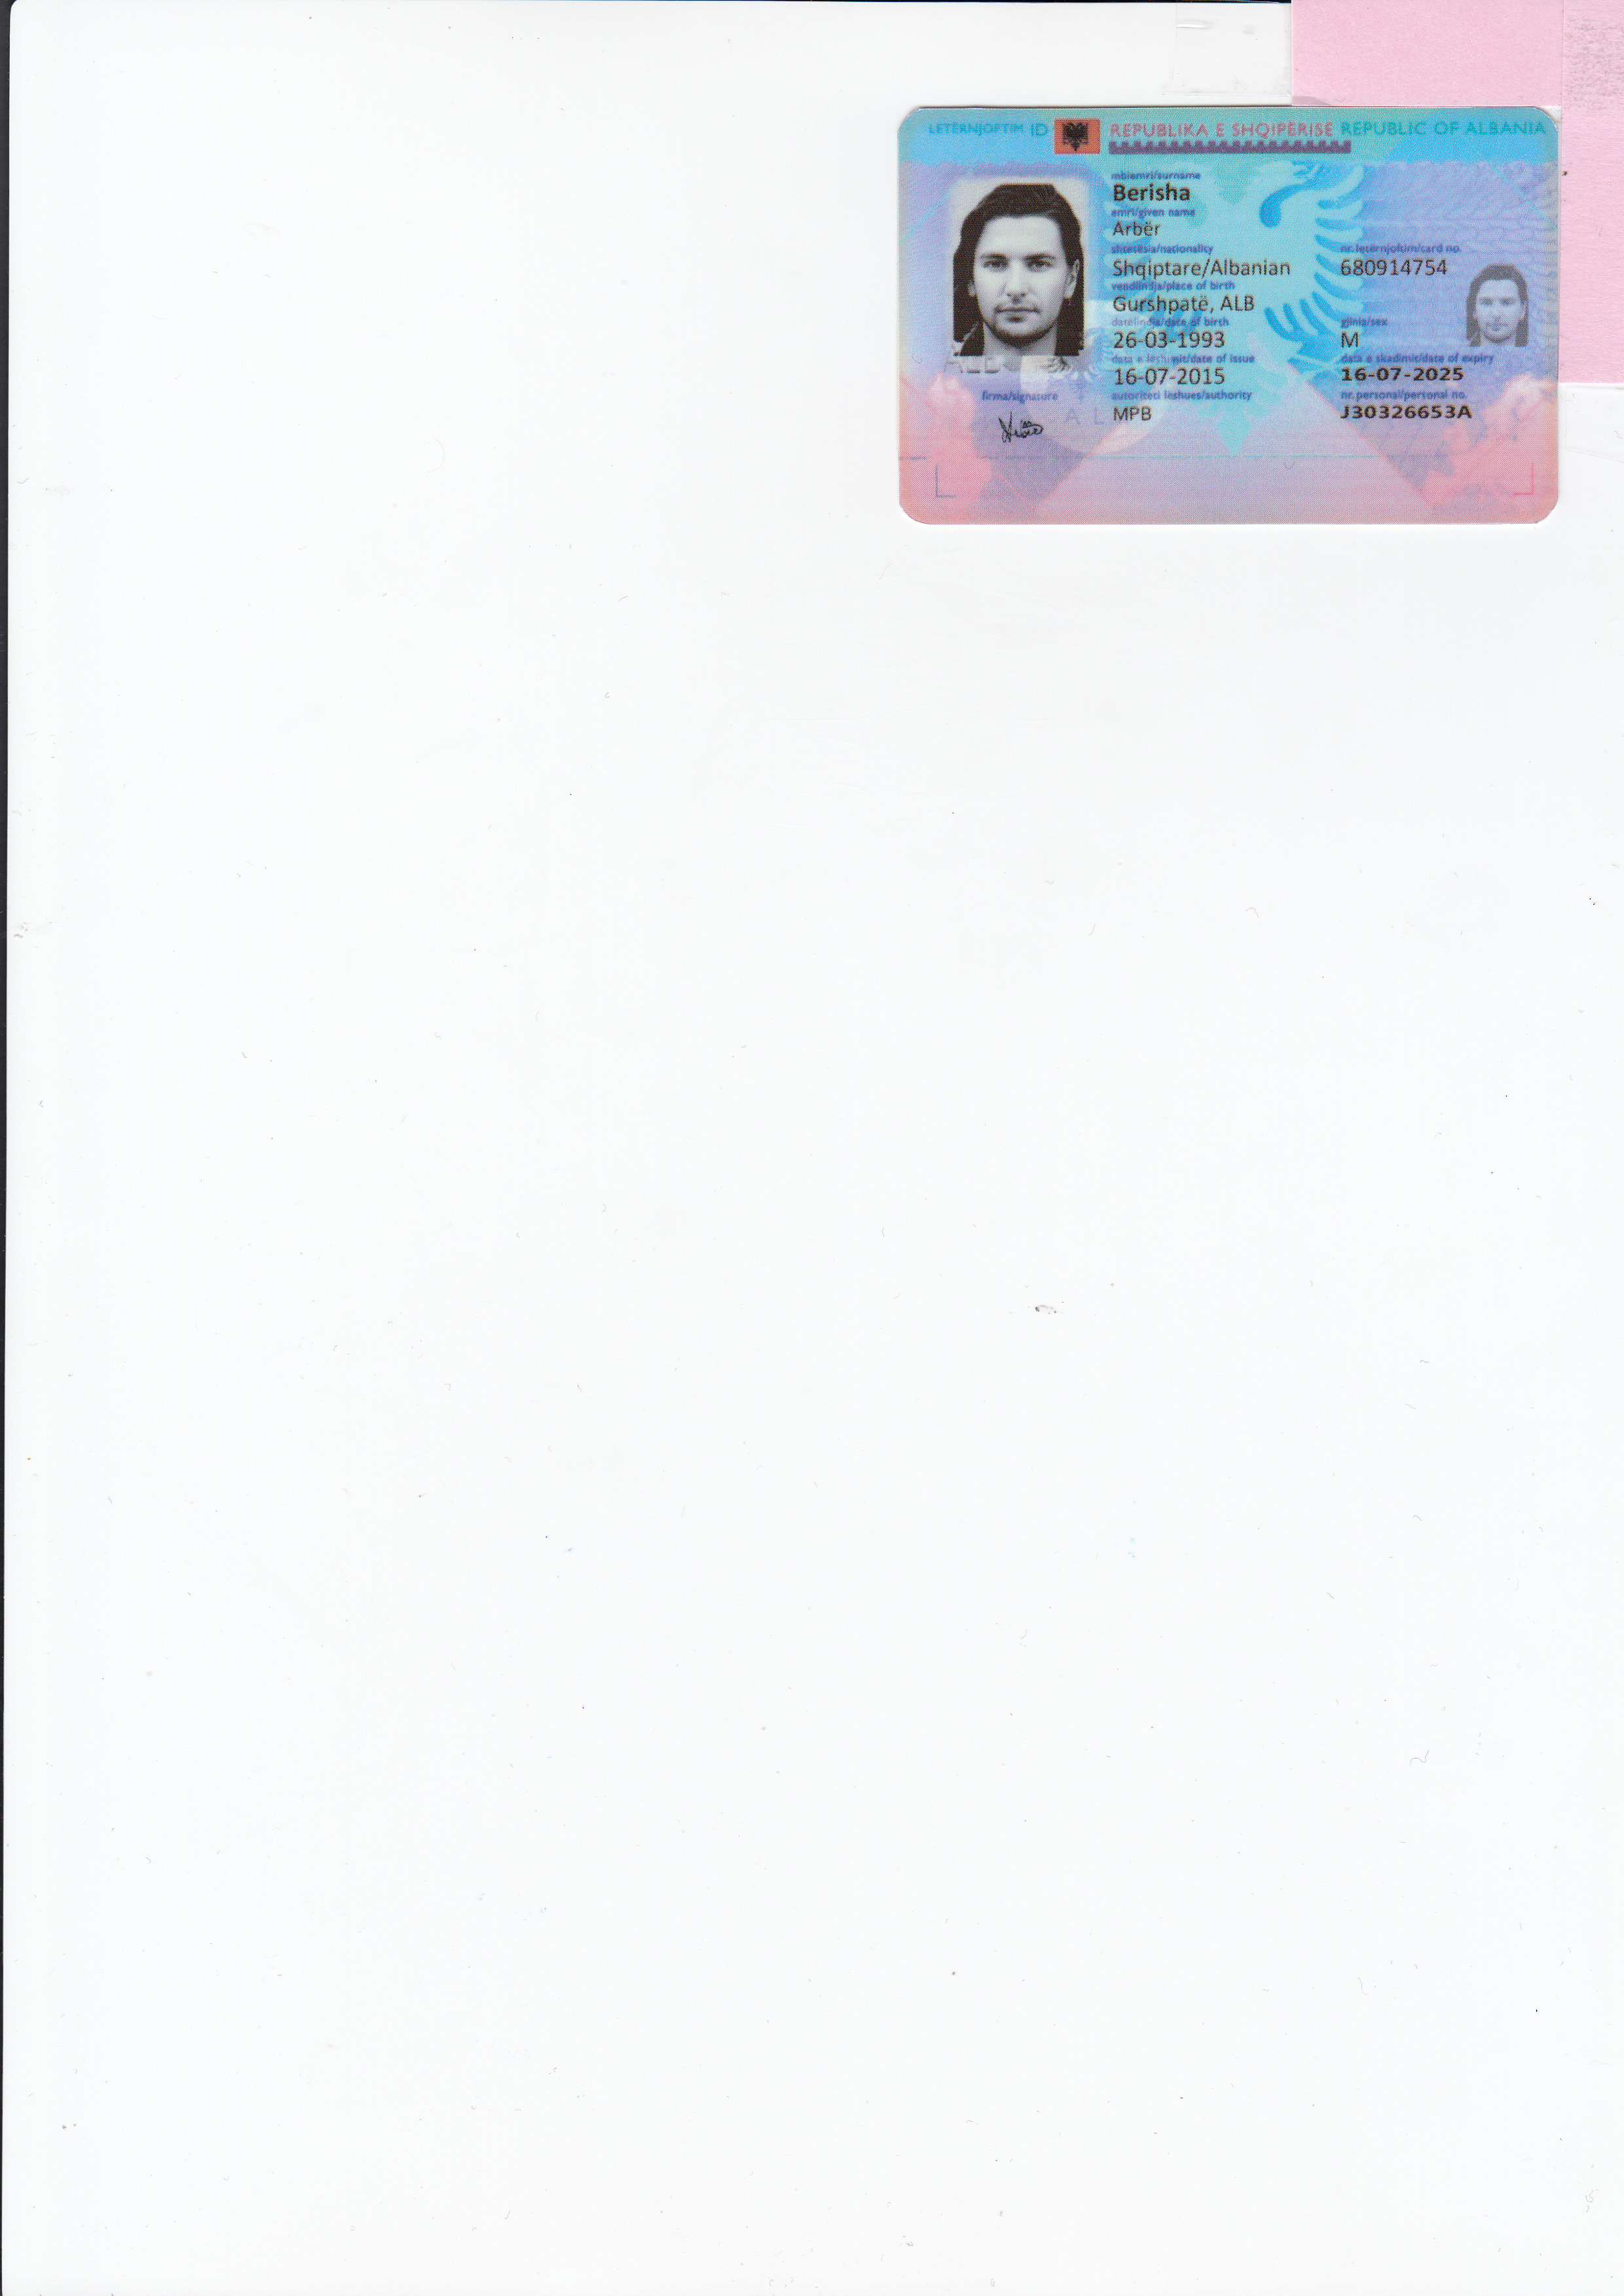 LETËRNJOFTIM ID REPUBLIKA E SHQIPËRISË REPUBLIC OF ALBANIA
mbiemri/surname
Berisha
emri/given name
Arbër
shtetësia/nationality nr. letërnjoftim/card no.
Shqiptare/Albanian 680914754
vendlindja/place of birth
Gurshpatë, ALB
datelindja/date of birth gjinia/sex
26-03-1993 M
data e lëshimit/date of issue data e skadimit/date of expiry
16-07-2015 16-07-2025
firma/signature autoriteti lëshues/authority nr. personal/personal no.
MPB J30326653A